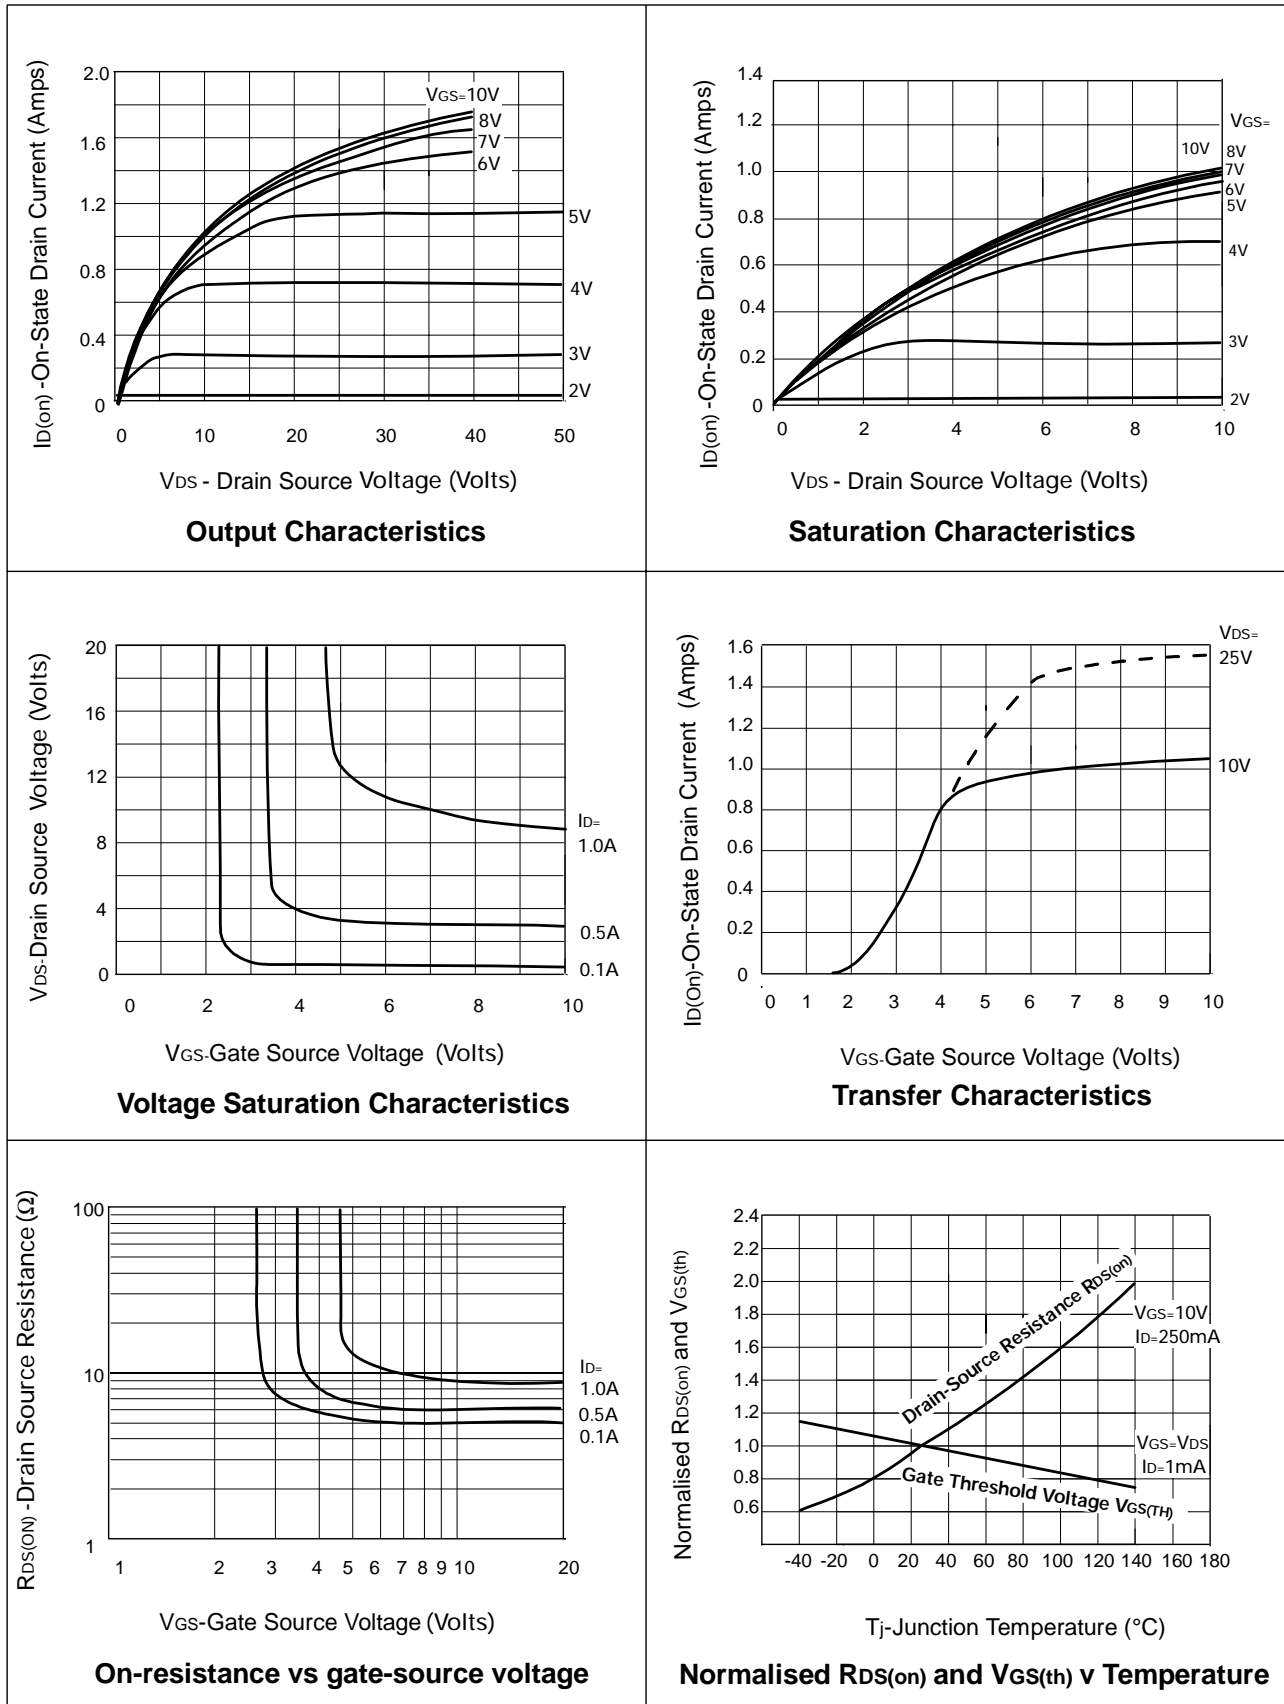 ID(on) -On-State Drain Current (Amps)
2.0
1.6
1.2
0.8
0.4
0
VGS=10V
8V
7V
6V
5V
4V
3V
2V
0 10 20 30 40 50
VDS - Drain Source Voltage (Volts)
Output Characteristics
ID(on) -On-State Drain Current (Amps)
1.4
1.2
1.0
0.8
0.6
0.4
0.2
0
VGS=
10V
8V
7V
6V
5V
4V
3V
2V
0 2 4 6 8 10
VDS - Drain Source Voltage (Volts)
Saturation Characteristics
VDS-Drain Source Voltage (Volts)
20
16
12
8
4
0
ID=
1.0A
0.5A
0.1A
0 2 4 6 8 10
VGS-Gate Source Voltage (Volts)
Voltage Saturation Characteristics
ID(On)-On-State Drain Current (Amps)
1.6
1.4
1.2
1.0
0.8
0.6
0.4
0.2
0
VDS=
25V
10V
0 1 2 3 4 5 6 7 8 9 10
VGS-Gate Source Voltage (Volts)
Transfer Characteristics
RDS(ON) -Drain Source Resistance (Ω)
100
10
1
ID=
1.0A
0.5A
0.1A
1 2 3 4 5 6 7 8 9 10 20
VGS-Gate Source Voltage (Volts)
On-resistance vs gate-source voltage
Normalised RDS(on) and VGS(th)
2.4
2.2
2.0
1.8
1.6
1.4
1.2
1.0
0.8
0.6
Drain-Source Resistance RDS(on)
VGS=10V
ID=250mA
VGS=VDS
ID=1mA
Gate Threshold Voltage VGS(TH)
-40 -20 0 20 40 60 80 100 120 140 160 180
Tj-Junction Temperature (°C)
Normalised RDS(on) and VGS(th) v Temperature